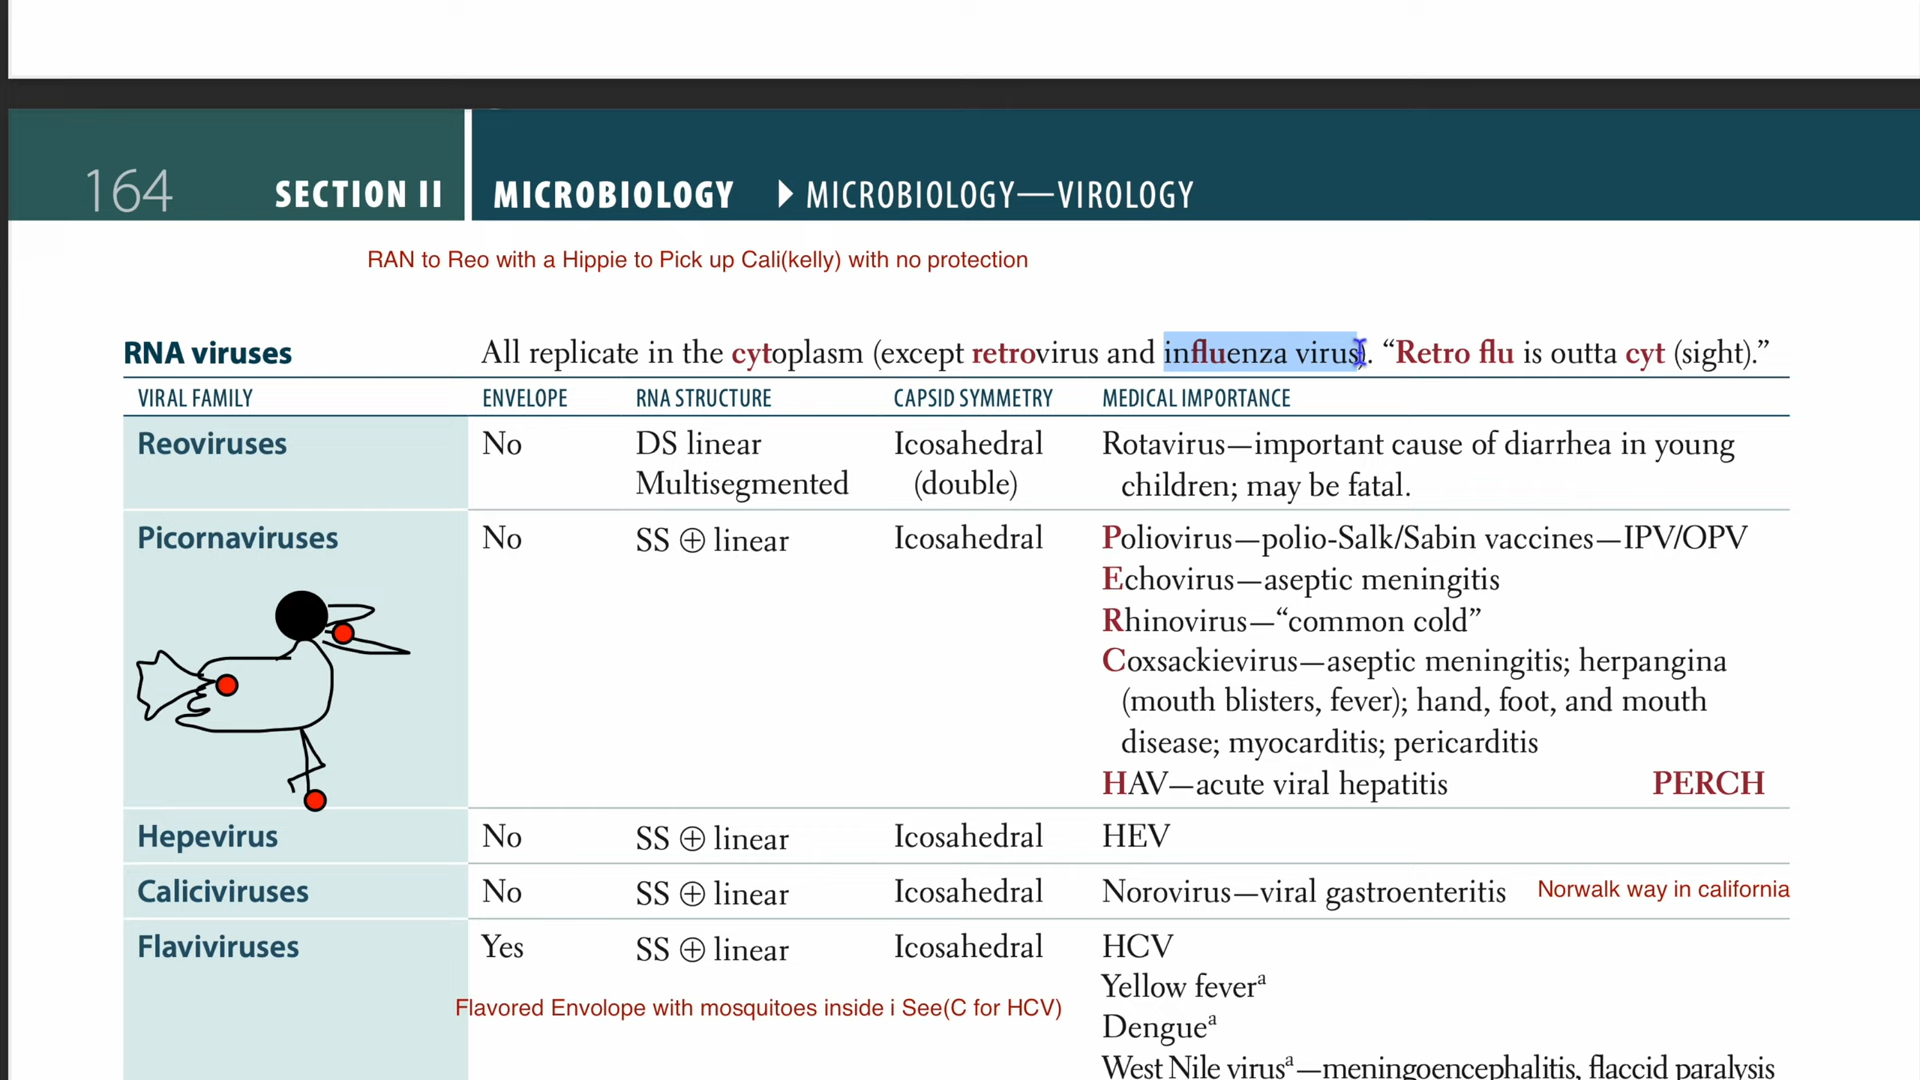 164 SECTION II MICROBIOLOGY ▶ MICROBIOLOGY—VIROLOGY
RAN to Reo with a Hippie to Pick up Cali(kelly) with no protection
RNA viruses All replicate in the cytoplasm (except retrovirus and influenza virus). “Retro flu is outta cyt (sight).”
VIRAL FAMILY ENVELOPE RNA STRUCTURE CAPSID SYMMETRY MEDICAL IMPORTANCE
Reoviruses No DS linear Icosahedral Rotavirus—important cause of diarrhea in young
Multisegmented (double) children; may be fatal.
Picornaviruses No SS ⊕ linear Icosahedral Poliovirus—polio-Salk/Sabin vaccines—IPV/OPV
Echovirus—aseptic meningitis
Rhinovirus—“common cold”
Coxsackievirus—aseptic meningitis; herpangina
(mouth blisters, fever); hand, foot, and mouth
disease; myocarditis; pericarditis
HAV—acute viral hepatitis PERCH
Hepevirus No SS ⊕ linear Icosahedral HEV
Caliciviruses No SS ⊕ linear Icosahedral Norovirus—viral gastroenteritis Norwalk way in california
Flaviviruses Yes SS ⊕ linear Icosahedral HCV
Yellow feverᵃ
Flavored Envolope with mosquitoes inside i See(C for HCV)
Dengueᵃ
West Nile virusᵃ—meningoencephalitis, flaccid paralysis